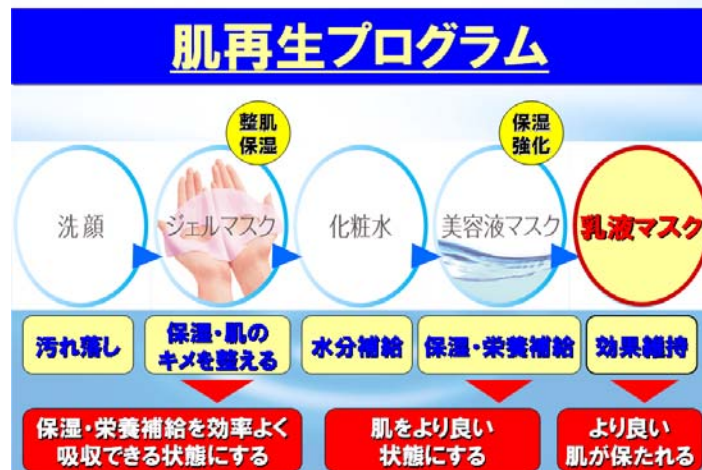 肌再生プログラム
整肌
保湿
保湿
強化
洗顔
ジェルマスク
化粧水
美容液マスク
乳液マスク
汚れ落し
保湿・肌の
キメを整える
水分補給
保湿・栄養補給
効果維持
保湿・栄養補給を効率よく
吸収できる状態にする
肌をより良い
状態にする
より良い
肌が保たれる